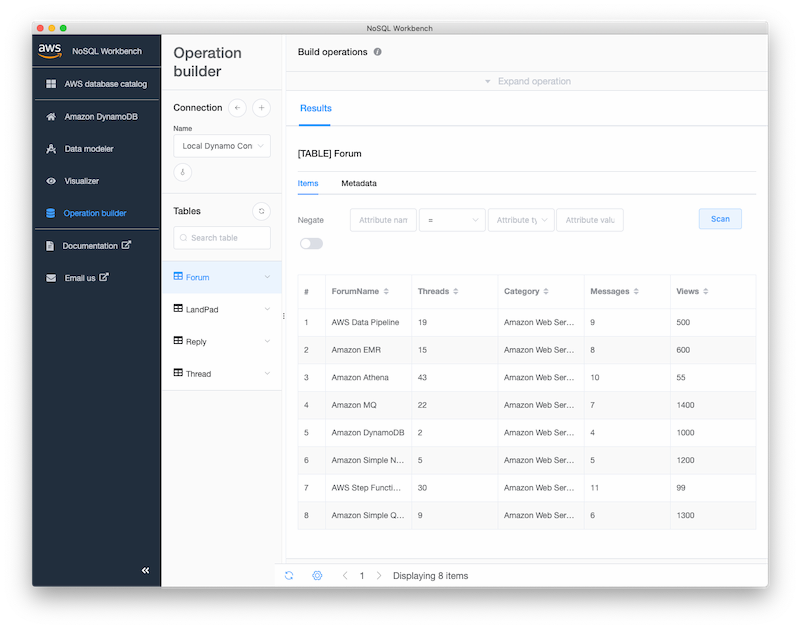 NoSQL Workbench
aws
NoSQL Workbench
AWS database catalog
Amazon DynamoDB
Data modeler
Visualizer
Operation builder
Documentation
Email us
Operation
builder
Connection
Name
Local Dynamo Con
Tables
Search table
Forum
LandPad
Reply
Thread
Build operations
Expand operation
Results
[TABLE] Forum
Items Metadata
Negate Attribute nam = Attribute ty Attribute valu Scan
# ForumName Threads Category Messages Views
1 AWS Data Pipeline 19 Amazon Web Ser... 9 500
2 Amazon EMR 15 Amazon Web Ser... 8 600
3 Amazon Athena 43 Amazon Web Ser... 10 55
4 Amazon MQ 22 Amazon Web Ser... 7 1400
5 Amazon DynamoDB 2 Amazon Web Ser... 4 1000
6 Amazon Simple N... 5 Amazon Web Ser... 5 1200
7 AWS Step Functi... 30 Amazon Web Ser... 11 99
8 Amazon Simple Q... 9 Amazon Web Ser... 6 1300
1 Displaying 8 items